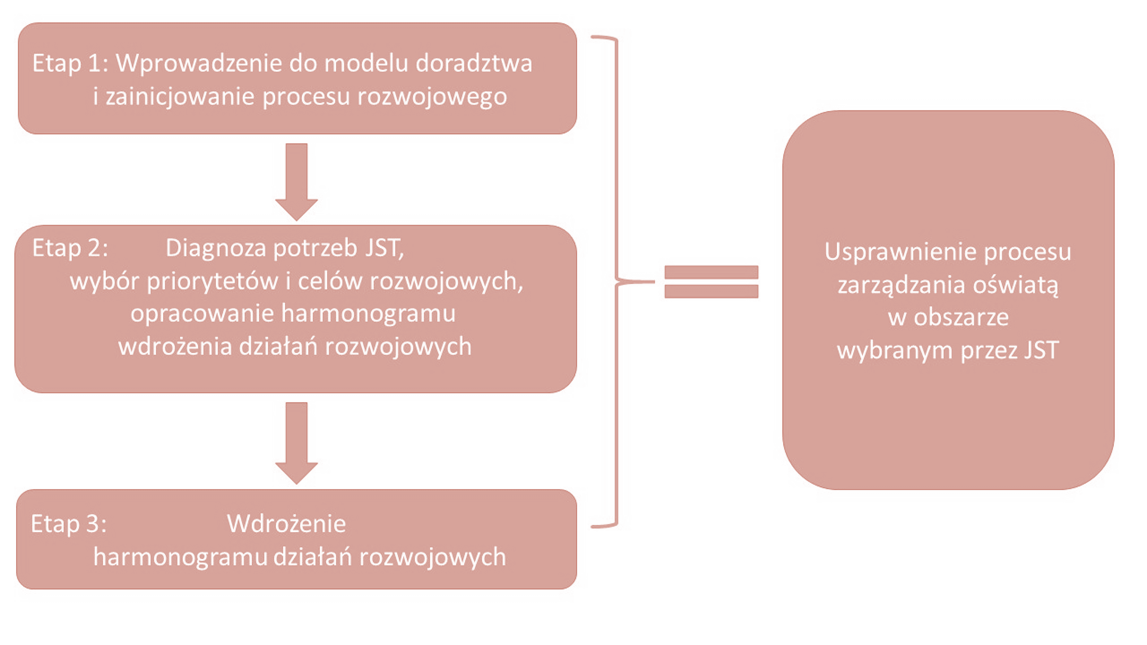 Etap 1: Wprowadzenie do modelu doradztwa
i zainicjowanie procesu rozwojowego
Etap 2: Diagnoza potrzeb JST,
wybór priorytetów i celów rozwojowych,
opracowanie harmonogramu
wdrożenia działań rozwojowych
Etap 3: Wdrożenie
harmonogramu działań rozwojowych
Usprawnienie procesu
zarządzania oświatą
w obszarze
wybranym przez JST